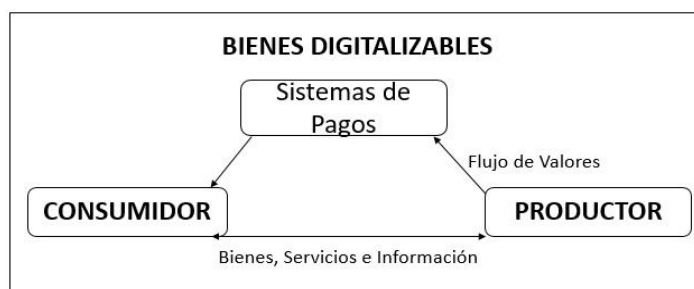 BIENES DIGITALIZABLES
Sistemas de
Pagos
Flujo de Valores
CONSUMIDOR
PRODUCTOR
Bienes, Servicios e Información